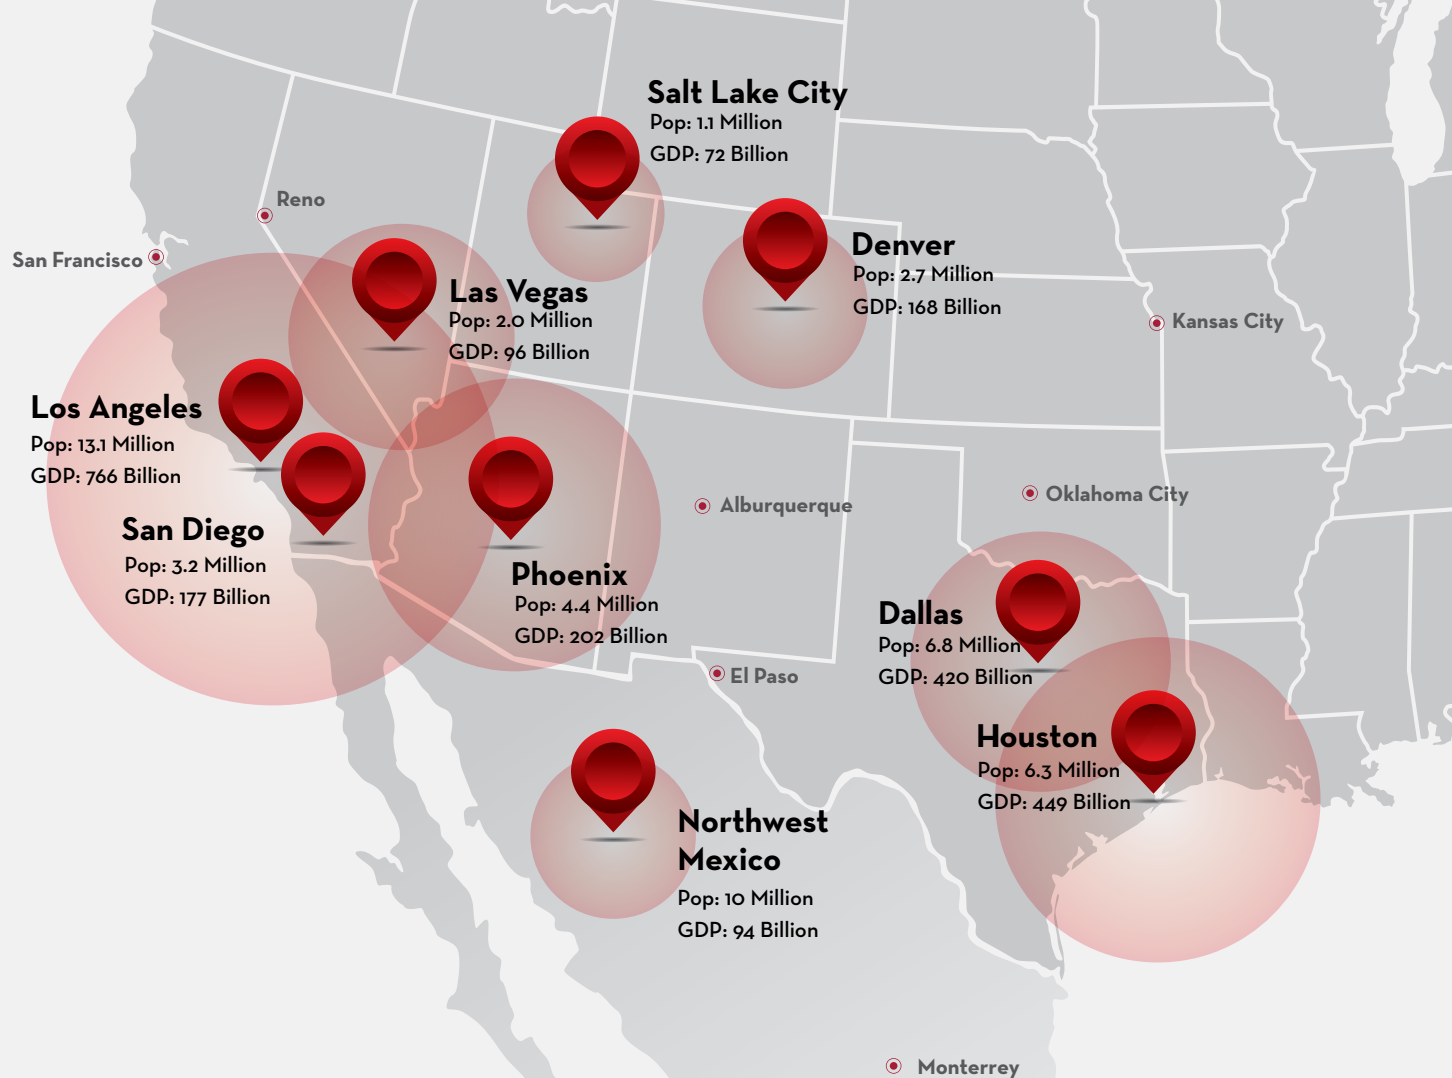 Salt Lake City
Pop: 1.1 Million
GDP: 72 Billion
Reno
San Francisco
Denver
Pop: 2.7 Million
GDP: 168 Billion
Las Vegas
Pop: 2.0 Million
GDP: 96 Billion
Kansas City
Los Angeles
Pop: 13.1 Million
GDP: 766 Billion
San Diego
Pop: 3.2 Million
GDP: 177 Billion
Alburquerque
Oklahoma City
Phoenix
Pop: 4.4 Million
GDP: 202 Billion
Dallas
Pop: 6.8 Million
GDP: 420 Billion
El Paso
Houston
Pop: 6.3 Million
GDP: 449 Billion
Northwest
Mexico
Pop: 10 Million
GDP: 94 Billion
Monterrey